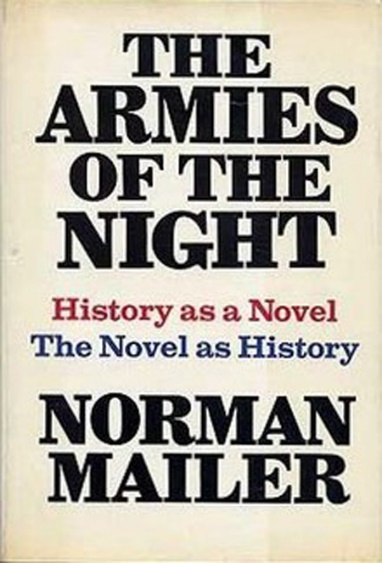 THE
ARMIES
OF THE
NIGHT
History as a Novel
The Novel as History
NORMAN
MAILER